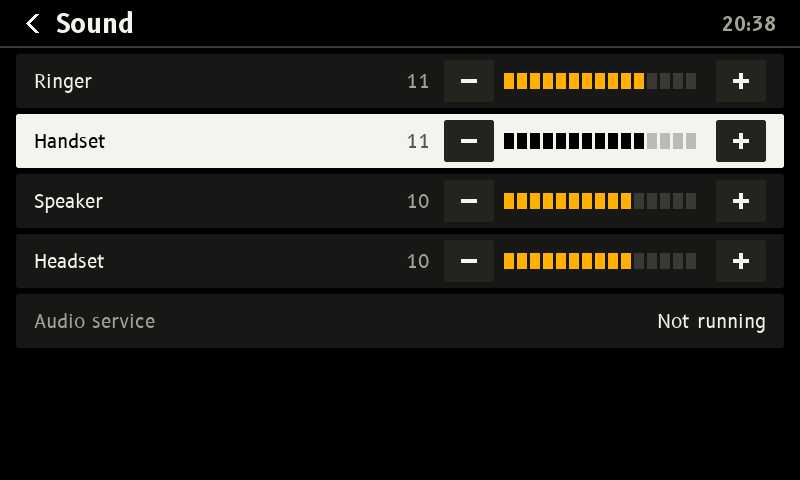 Sound
20:38
Ringer 11
Handset 11
Speaker 10
Headset 10
Audio service Not running